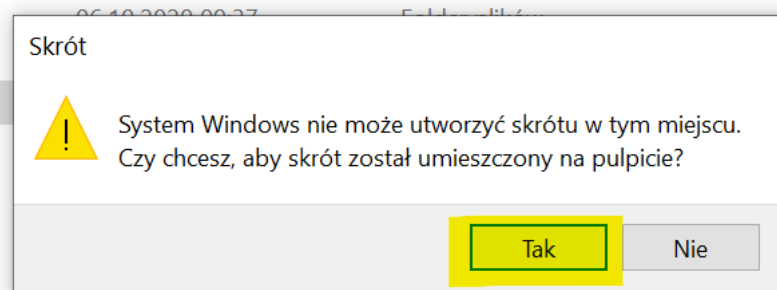 Skrót
System Windows nie może utworzyć skrótu w tym miejscu.
Czy chcesz, aby skrót został umieszczony na pulpicie?
Tak
Nie